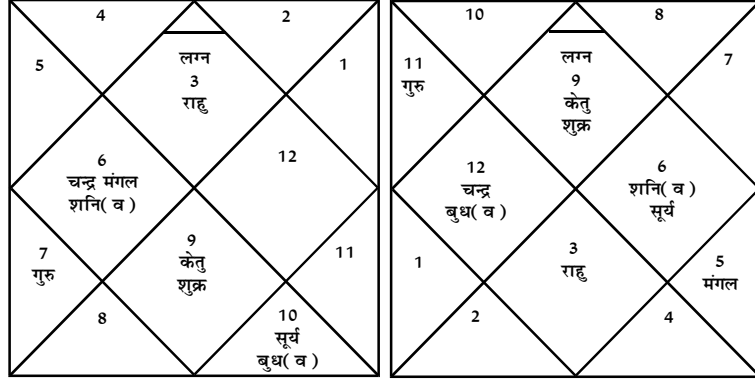 4
2
5
लग्न
3
राहु
1
6
चन्द्र मंगल
शनि( व )
12
7
गुरु
9
केतु
शुक्र
11
8
10
सूर्य
बुध( व )
10
8
11
गुरु
लग्न
9
केतु
शुक्र
7
12
चन्द्र
बुध( व )
6
शनि( व )
सूर्य
1
3
राहु
5
मंगल
2
4